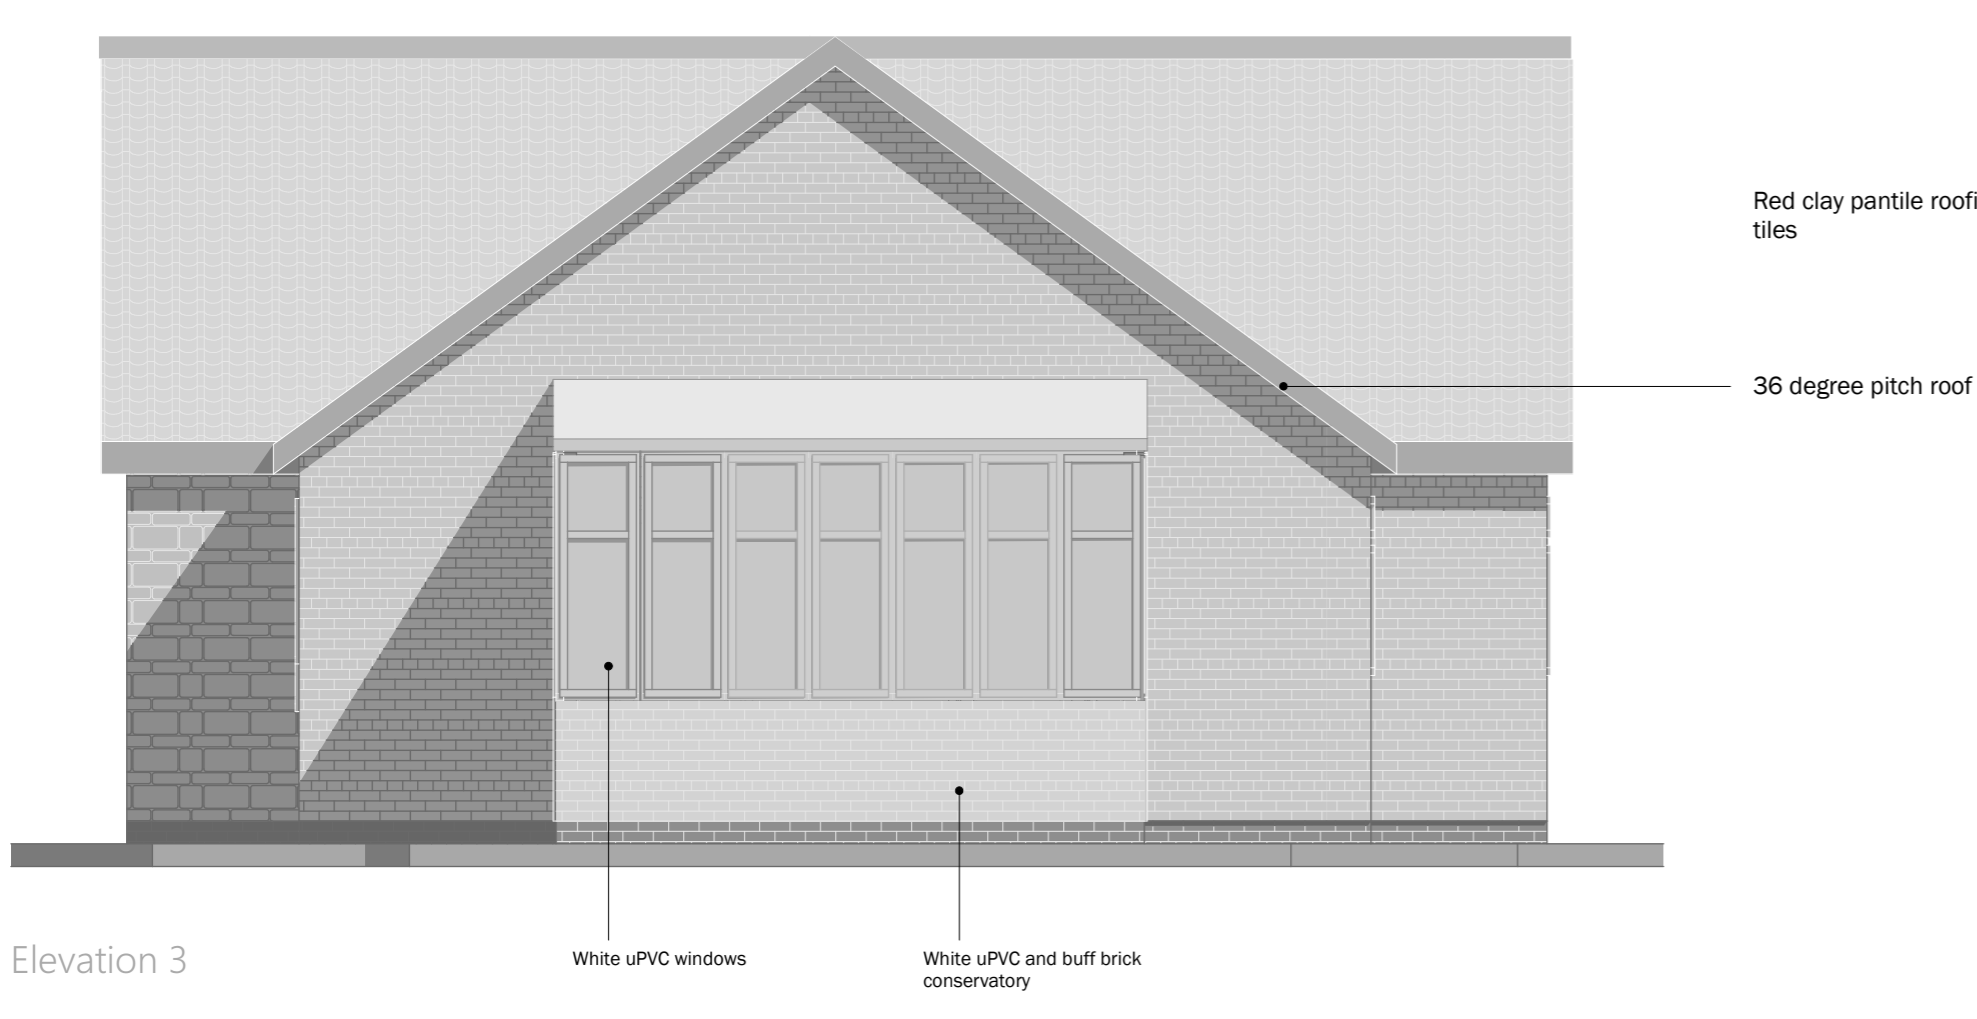 Red clay pantile roofi
tiles
36 degree pitch roof
White uPVC windows
White uPVC and buff brick
conservatory
Elevation 3